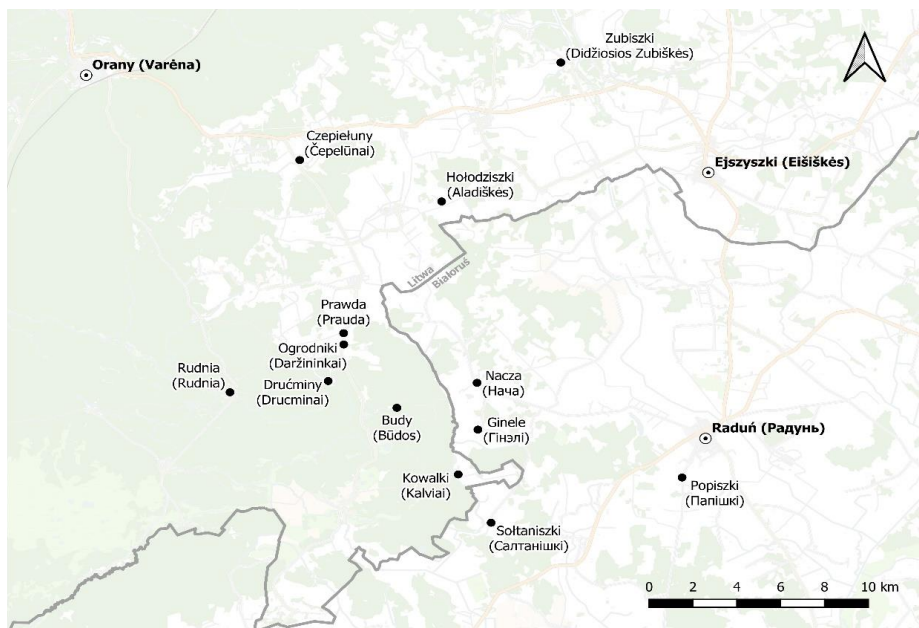 Zubiszki
(Didžiosios Zubiškės)
Orany (Varėna)
Czepiełuny
(Čepelūnai)
Ejszyszki (Eišiškės)
Hołodziszki
(Aladiškės)
Litwa
Białoruś
Prawda
(Prauda)
Ogrodniki
(Daržininkai)
Rudnia
(Rudnia)
Drućminy
(Drucminai)
Nacza
(Нача)
Budy
(Būdos)
Ginele
(Гінэлі)
Raduń (Радунь)
Kowalki
(Kalviai)
Popiszki
(Папішкі)
Sołtaniszki
(Салтанішкі)
0 2 4 6 8 10 km